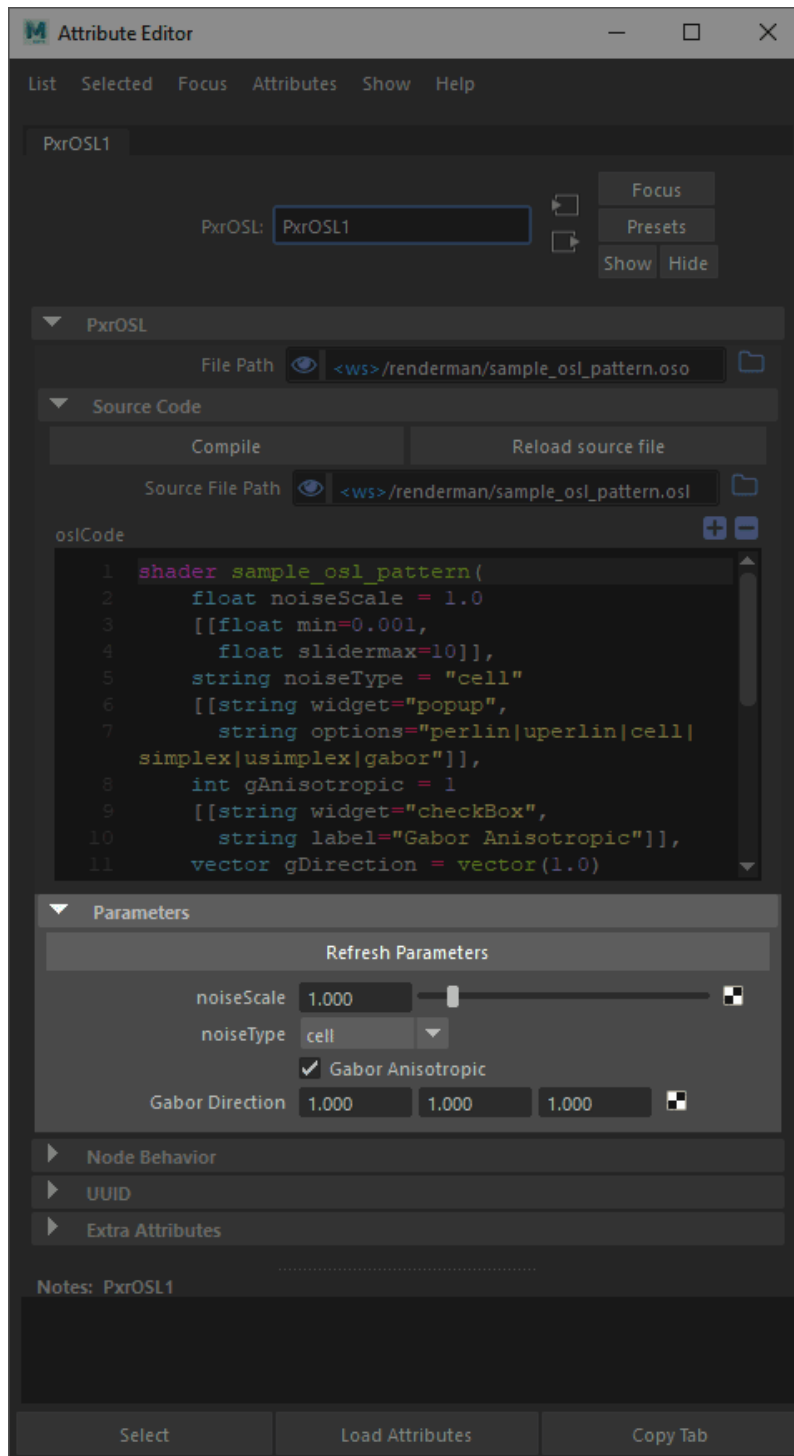 Attribute Editor
List Selected Focus Attributes Show Help
PxrOSL1
Focus
PxrOSL: PxrOSL1
Presets
Show Hide
PxrOSL
File Path <ws>/renderman/sample_osl_pattern.oso
Source Code
Compile Reload source file
Source File Path <ws>/renderman/sample_osl_pattern.osl
oslCode
1 shader sample_osl_pattern(
2 float noiseScale = 1.0
3 [[float min=0.001,
4 float slidermax=10]],
5 string noiseType = "cell"
6 [[string widget="popup",
7 string options="perlin|uperlin|cell|
simplex|usimplex|gabor"]],
8 int gAnisotropic = 1
9 [[string widget="checkBox",
10 string label="Gabor Anisotropic"]],
11 vector gDirection = vector(1.0)
Parameters
Refresh Parameters
noiseScale 1.000
noiseType cell
Gabor Anisotropic
Gabor Direction 1.000 1.000 1.000
Node Behavior
UUID
Extra Attributes
Notes: PxrOSL1
Select Load Attributes Copy Tab